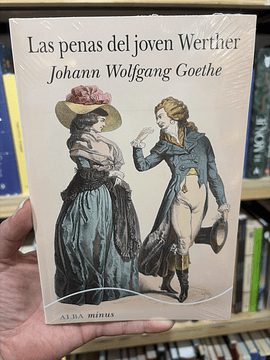 Las penas del joven Werther
Johann Wolfgang Goethe
ALBA minus